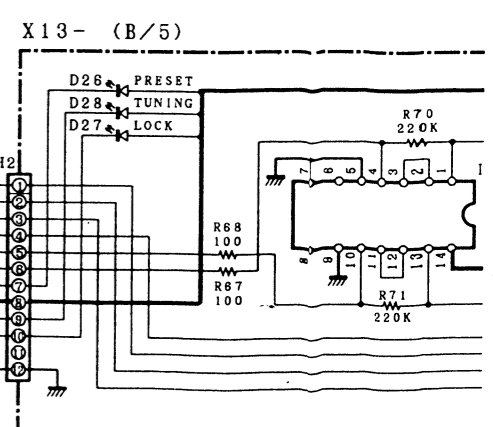 X13- (B/5)
D26 PRESET
D28 TUNING
D27 LOCK
R70
220K
H2
7 6 5 4 3 2 1
1
2
3
4
5
6
7
8
9
10
11
12
R68
100
R67
100
8 9 10 11 12 13 14
R71
220K